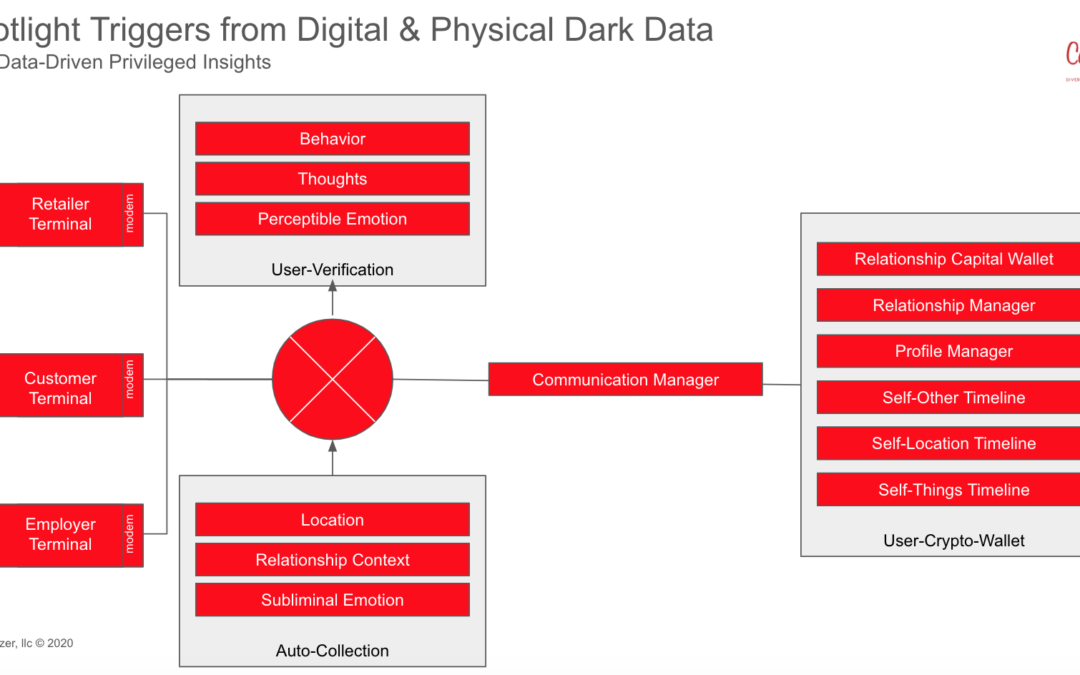 otlight Triggers from Digital & Physical Dark Data
Data-Driven Privileged Insights
Behavior
Thoughts
Perceptible Emotion
User-Verification
Retailer
Terminal
modem
Customer
Terminal
modem
Employer
Terminal
modem
Communication Manager
Location
Relationship Context
Subliminal Emotion
Auto-Collection
Relationship Capital Wallet
Relationship Manager
Profile Manager
Self-Other Timeline
Self-Location Timeline
Self-Things Timeline
User-Crypto-Wallet
zer, llc © 2020